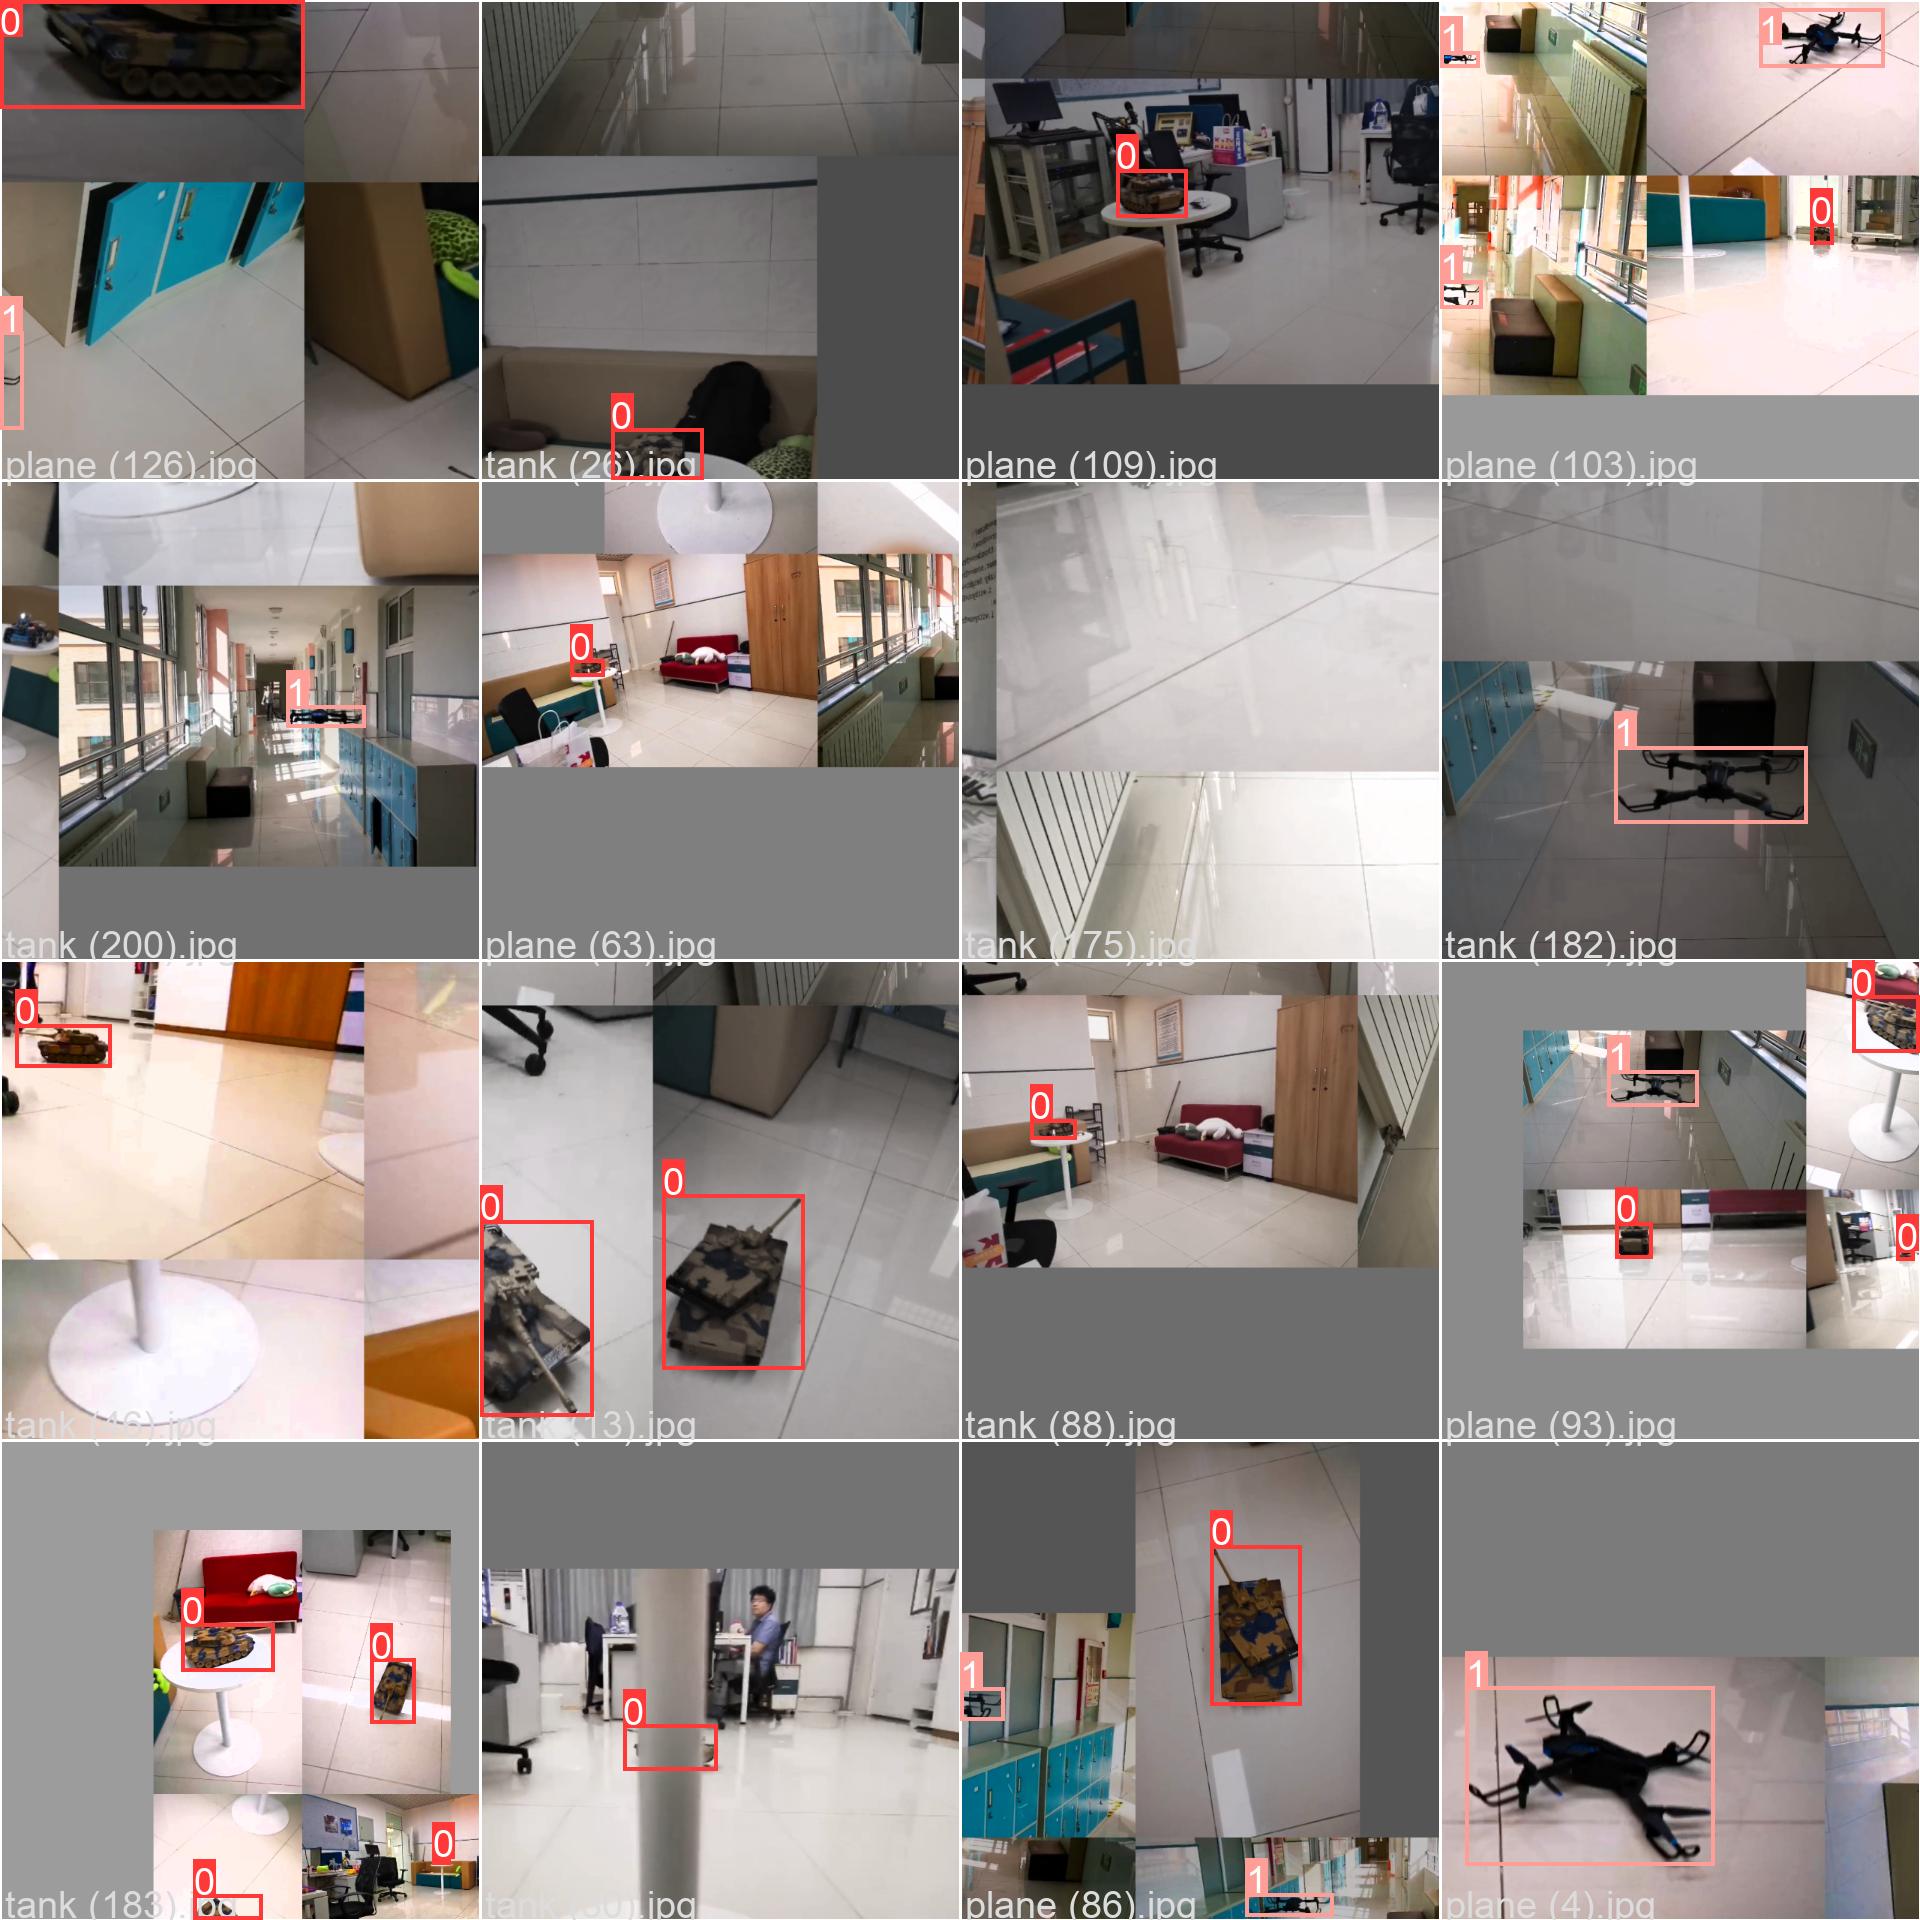 0
1
plane (126).jpg
0
tank (26).jpg
0
plane (109).jpg
1
1
1
0
plane (103).jpg
1
tank (200).jpg
0
plane (63).jpg
tank (175).jpg
1
tank (182).jpg
0
tank (46).jpg
0
0
tank (13).jpg
0
tank (88).jpg
0
1
0
0
plane (93).jpg
0
0
0
0
tank (183).jpg
0
0
1
1
plane (86).jpg
1
plane (4).jpg